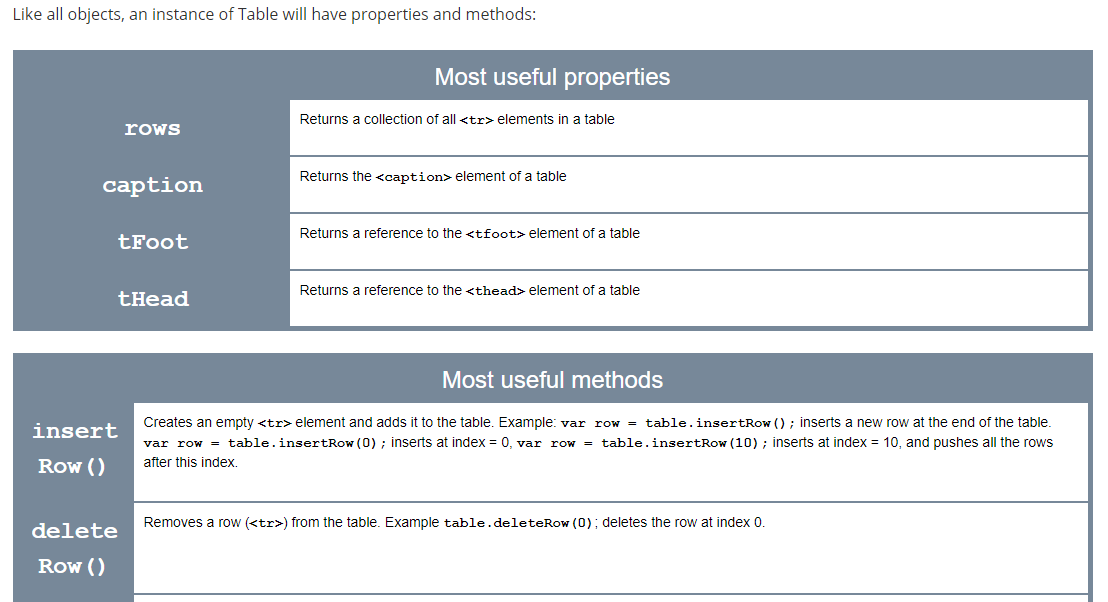 Like all objects, an instance of Table will have properties and methods:
Most useful properties
rows
Returns a collection of all <tr> elements in a table
caption
Returns the <caption> element of a table
tFoot
Returns a reference to the <tfoot> element of a table
tHead
Returns a reference to the <thead> element of a table
Most useful methods
insert
Row()
Creates an empty <tr> element and adds it to the table. Example: var row = table.insertRow(); inserts a new row at the end of the table.
var row = table.insertRow(0); inserts at index = 0, var row = table.insertRow(10); inserts at index = 10, and pushes all the rows
after this index.
delete
Row()
Removes a row (<tr>) from the table. Example table.deleteRow(0); deletes the row at index 0.